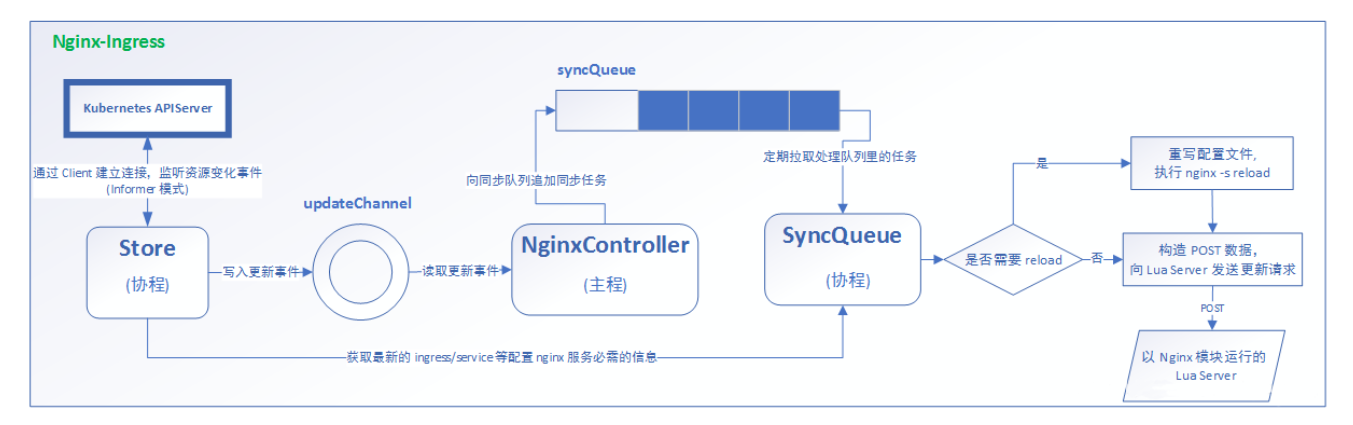 Nginx-Ingress
Kubernetes APIServer
通过 Client 建立连接，监听资源变化事件
(Informer 模式)
Store
(协程)
写入更新事件
updateChannel
读取更新事件
NginxController
(主程)
向同步队列追加同步任务
syncQueue
定期拉取处理队列里的任务
SyncQueue
(协程)
获取最新的 ingress/service 等配置 nginx 服务必需的信息
是否需要 reload
是
重写配置文件,
执行 nginx -s reload
否
构造 POST 数据，
向 Lua Server 发送更新请求
POST
以 Nginx 模块运行的
Lua Server